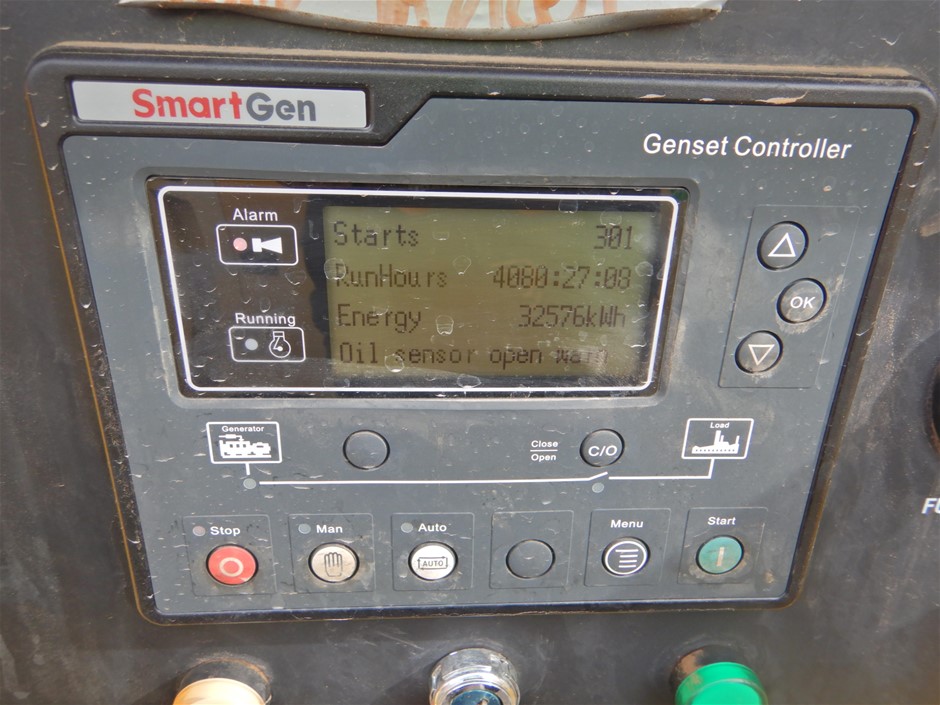 SmartGen
Genset Controller
Alarm
Starts 301
RunHours 4080:27:08
Running
Energy 32576kWh
Oil sensor open warn
OK
Generator
Close
Open
C/O
Load
Stop
Man
Auto
Menu
Start
AUTO
I
FU